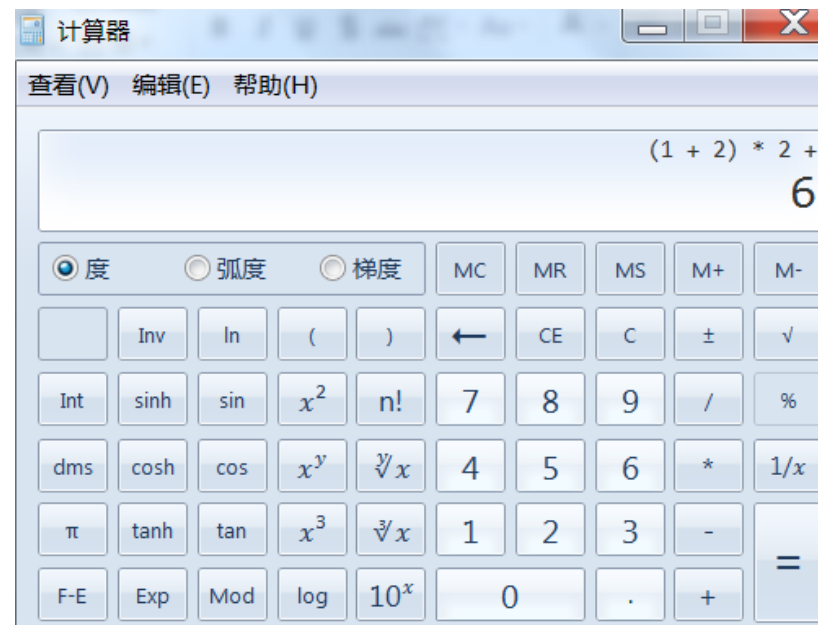 计算器
查看(V) 编辑(E) 帮助(H)
(1 + 2) * 2 +
6
度 弧度 梯度 MC MR MS M+ M-
Inv ln ( ) ← CE C ± √
Int sinh sin x² n! 7 8 9 / %
dms cosh cos xʸ ʸ√x 4 5 6 * 1/x
π tanh tan x³ ³√x 1 2 3 - =
F-E Exp Mod log 10ˣ 0 . +